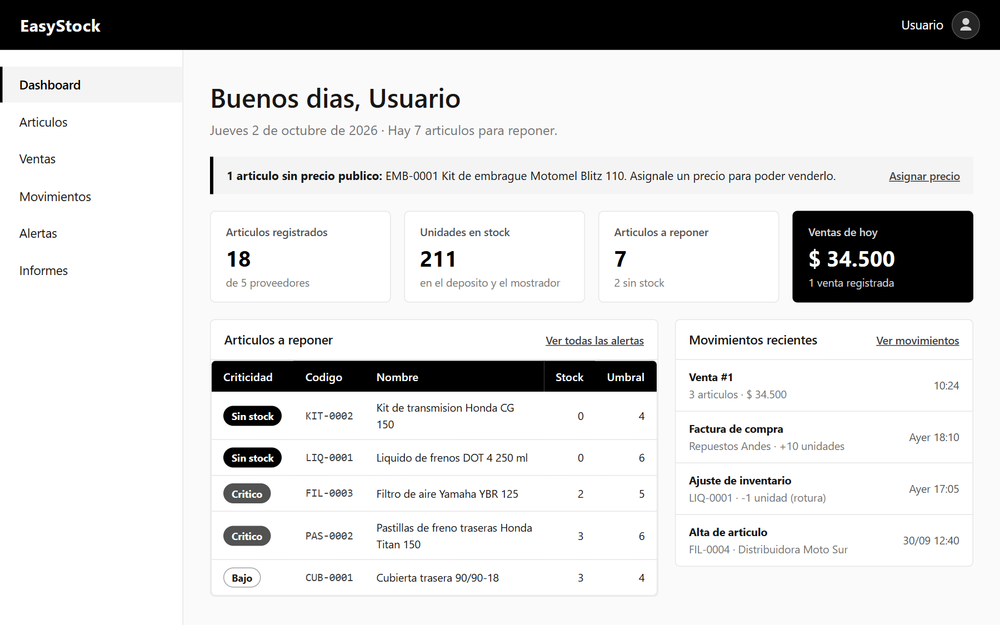 EasyStock
Usuario
Dashboard
Articulos
Ventas
Movimientos
Alertas
Informes
Buenos dias, Usuario
Jueves 2 de octubre de 2026 · Hay 7 articulos para reponer.
1 articulo sin precio publico: EMB-0001 Kit de embrague Motomel Blitz 110. Asignale un precio para poder venderlo.
Asignar precio
Articulos registrados
18
de 5 proveedores
Unidades en stock
211
en el deposito y el mostrador
Articulos a reponer
7
2 sin stock
Ventas de hoy
$ 34.500
1 venta registrada
Articulos a reponer
Ver todas las alertas
Criticidad Codigo Nombre Stock Umbral
Sin stock KIT-0002 Kit de transmision Honda CG
150 0 4
Sin stock LIQ-0001 Liquido de frenos DOT 4 250 ml 0 6
Critico FIL-0003 Filtro de aire Yamaha YBR 125 2 5
Critico PAS-0002 Pastillas de freno traseras Honda
Titan 150 3 6
Bajo CUB-0001 Cubierta trasera 90/90-18 3 4
Movimientos recientes
Ver movimientos
Venta #1
3 articulos · $ 34.500
10:24
Factura de compra
Repuestos Andes · +10 unidades
Ayer 18:10
Ajuste de inventario
LIQ-0001 · -1 unidad (rotura)
Ayer 17:05
Alta de articulo
FIL-0004 · Distribuidora Moto Sur
30/09 12:40